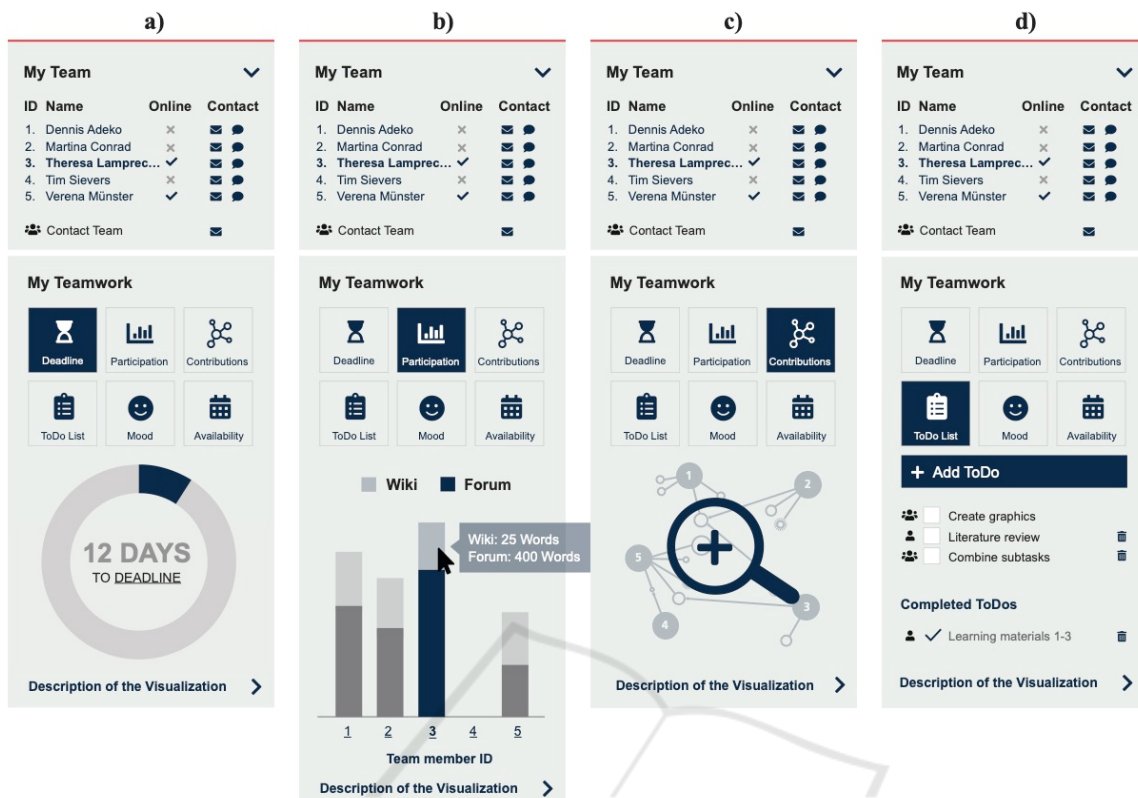 a)
My Team
ID Name Online Contact
1. Dennis Adeko
2. Martina Conrad
3. Theresa Lamprec...
4. Tim Sievers
5. Verena Münster
Contact Team
My Teamwork
Deadline Participation Contributions
ToDo List Mood Availability
12 DAYS
TO DEADLINE
Description of the Visualization
b)
My Team
ID Name Online Contact
1. Dennis Adeko
2. Martina Conrad
3. Theresa Lamprec...
4. Tim Sievers
5. Verena Münster
Contact Team
My Teamwork
Deadline Participation Contributions
ToDo List Mood Availability
Wiki Forum
Wiki: 25 Words
Forum: 400 Words
1 2 3 4 5
Team member ID
Description of the Visualization
c)
My Team
ID Name Online Contact
1. Dennis Adeko
2. Martina Conrad
3. Theresa Lamprec...
4. Tim Sievers
5. Verena Münster
Contact Team
My Teamwork
Deadline Participation Contributions
ToDo List Mood Availability
1
2
5
3
4
Description of the Visualization
d)
My Team
ID Name Online Contact
1. Dennis Adeko
2. Martina Conrad
3. Theresa Lamprec...
4. Tim Sievers
5. Verena Münster
Contact Team
My Teamwork
Deadline Participation Contributions
ToDo List Mood Availability
+ Add ToDo
Create graphics
Literature review
Combine subtasks
Completed ToDos
Learning materials 1-3
Description of the Visualization